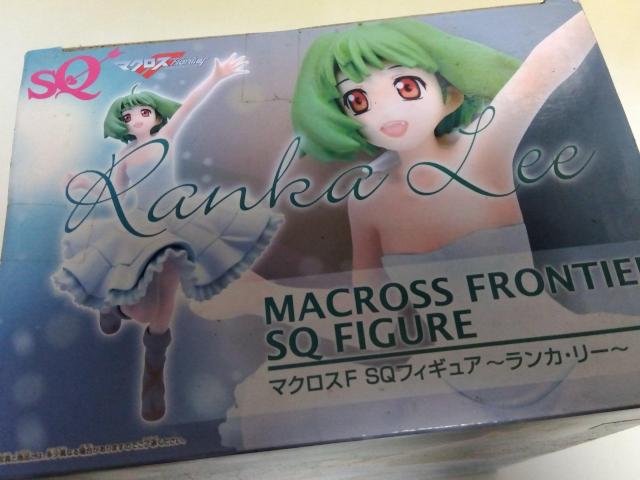 SQ
マクロスF Frontier
Ranka Lee
MACROSS FRONTIE
SQ FIGURE
マクロスF SQフィギュア～ランカ・リー～